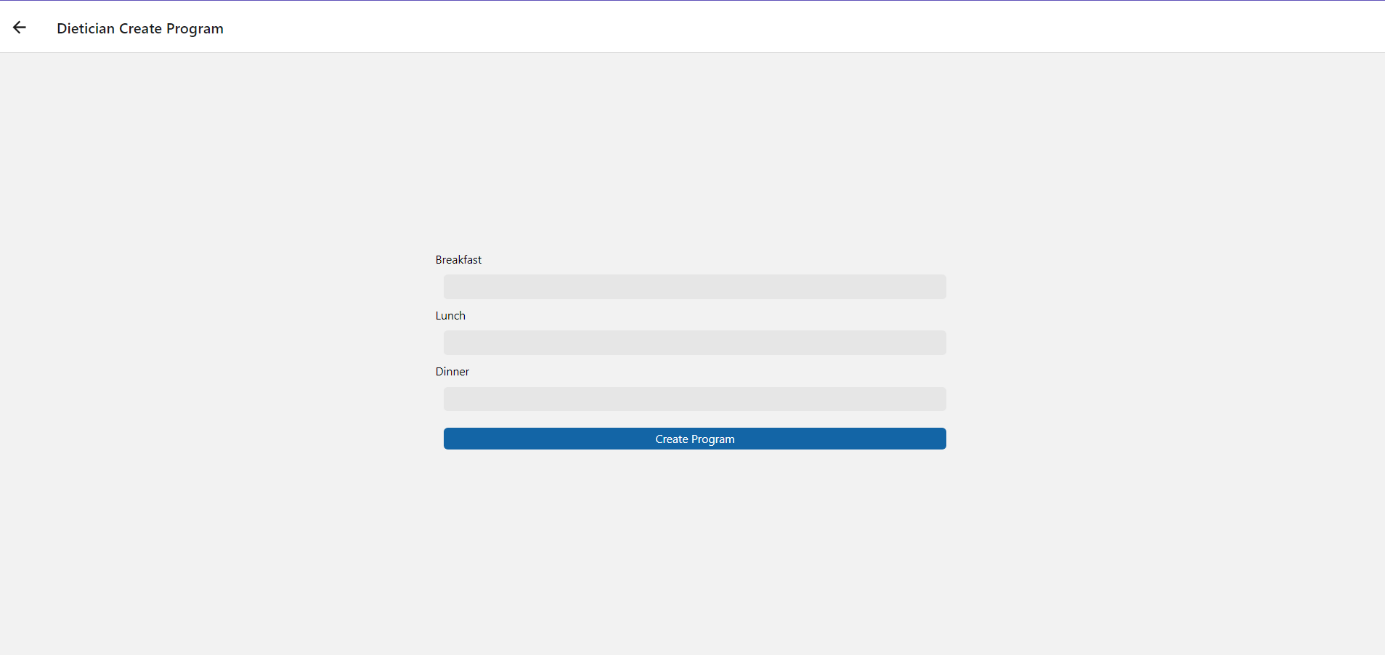 Dietician Create Program
Breakfast
Lunch
Dinner
Create Program